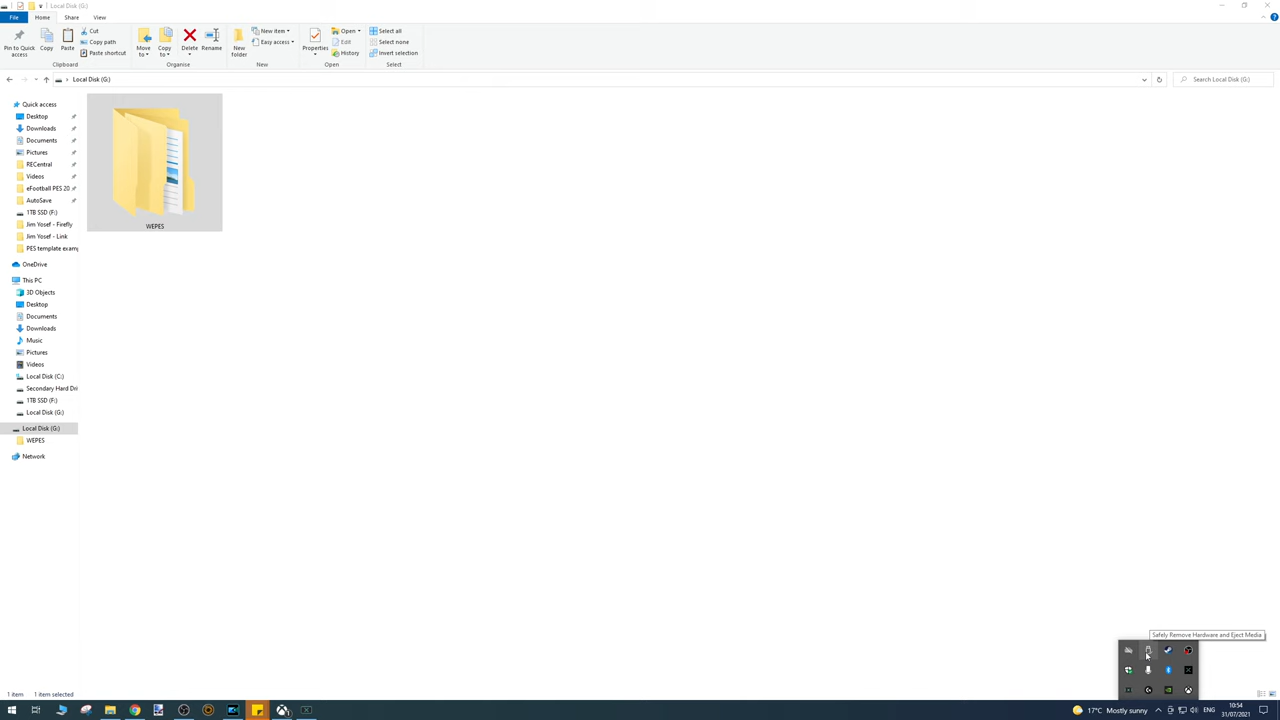 Local Disk (G:)
File
Home
Share
View
Pin to Quick access
Copy
Paste
Cut
Copy path
Paste shortcut
Clipboard
Move to
Copy to
Delete
Rename
Organise
New folder
New item
Easy access
New
Properties
Open
Edit
History
Open
Select all
Select none
Invert selection
Select
Local Disk (G:)
Search Local Disk (G:)
Quick access
Desktop
Downloads
Documents
Pictures
RECentral
Videos
eFootball PES 20
AutoSave
1TB SSD (F:)
Jim Yosef - Firefly
Jim Yosef - Link
PES template examp
OneDrive
This PC
3D Objects
Desktop
Documents
Downloads
Music
Pictures
Videos
Local Disk (C:)
Secondary Hard Dri
1TB SSD (F:)
Local Disk (G:)
Local Disk (G:)
WEPES
Network
WEPES
Safely Remove Hardware and Eject Media
1 item
1 item selected
17°C Mostly sunny
ENG
10:54
31/07/2021